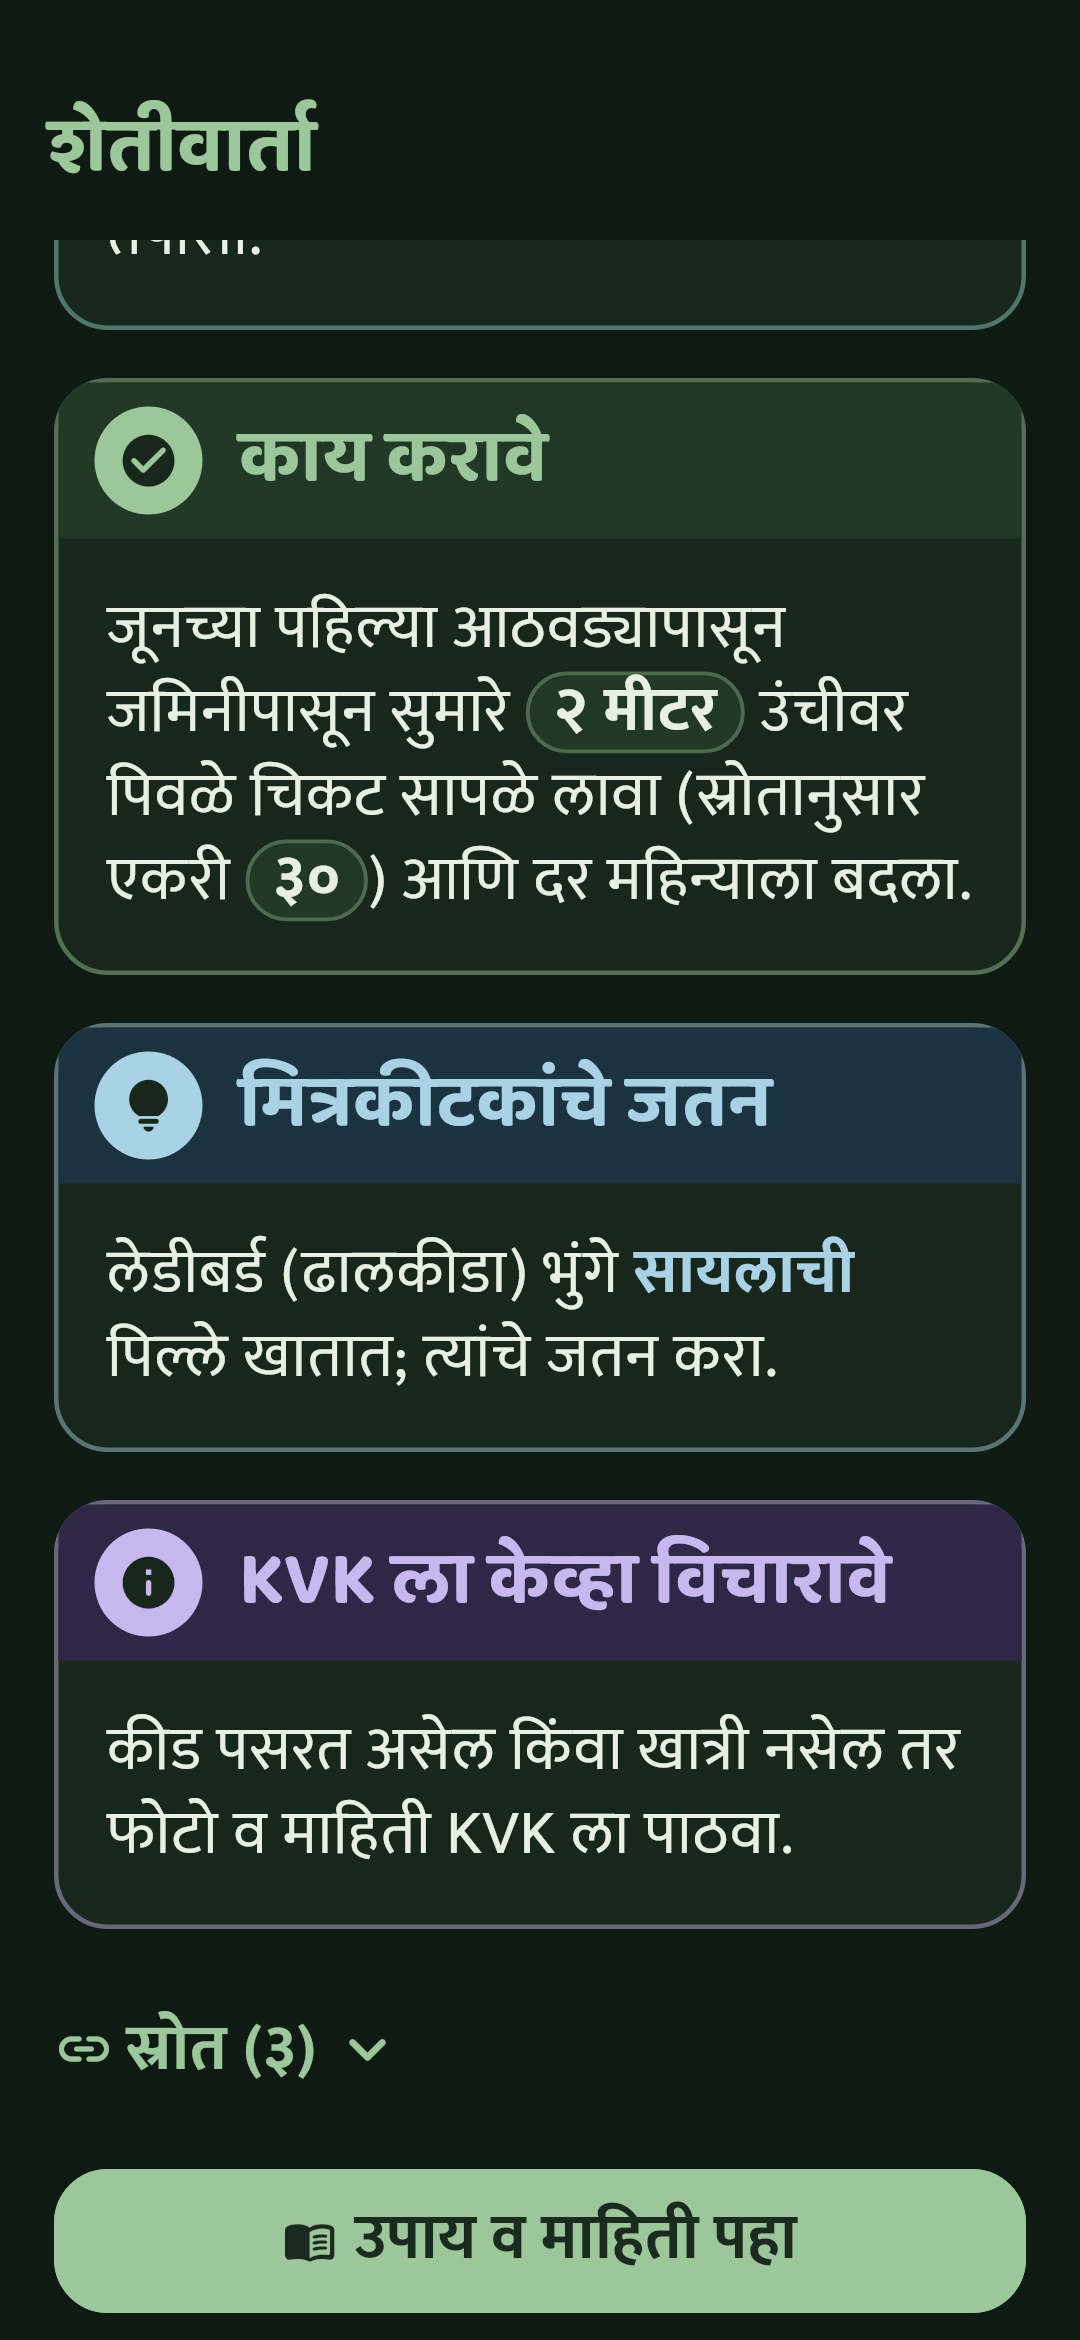 शेतीवार्ता
काय करावे
जूनच्या पहिल्या आठवड्यापासून
जमिनीपासून सुमारे २ मीटर उंचीवर
पिवळे चिकट सापळे लावा (स्रोतानुसार
एकरी ३०) आणि दर महिन्याला बदला.
मित्रकीटकांचे जतन
लेडीबर्ड (ढालकीडा) भुंगे सायलाची
पिल्ले खातात; त्यांचे जतन करा.
KVK ला केव्हा विचारावे
कीड पसरत असेल किंवा खात्री नसेल तर
फोटो व माहिती KVK ला पाठवा.
स्रोत (३)
उपाय व माहिती पहा